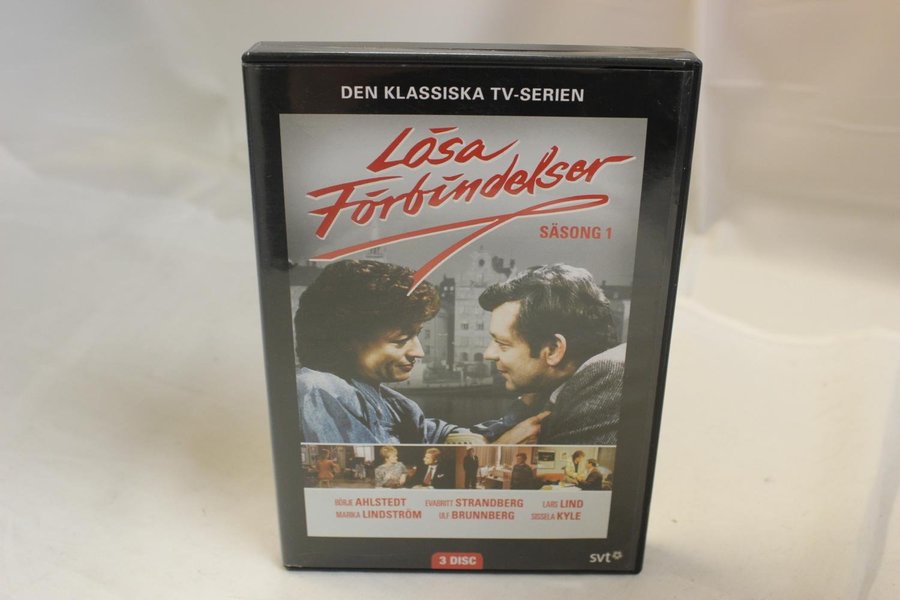 DEN KLASSISKA TV-SERIEN
Lösa
Förbindelser
SÄSONG 1
BÖRJE AHLSTEDT EVABRITT STRANDBERG LARS LIND
MARIKA LINDSTRÖM ULF BRUNNBERG SISSELA KYLE
3 DISC
svt